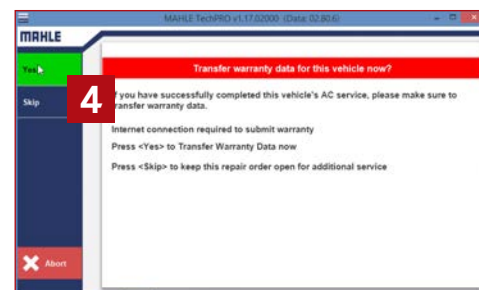 MAHLE TechPRO v1.17.02000 (Data: 02.80.6)
MAHLE
Yes
Skip
4
Transfer warranty data for this vehicle now?
f you have successfully completed this vehicle's AC service, please make sure to
ransfer warranty data.
Internet connection required to submit warranty
Press <Yes> to Transfer Warranty Data now
Press <Skip> to keep this repair order open for additional service
Abort